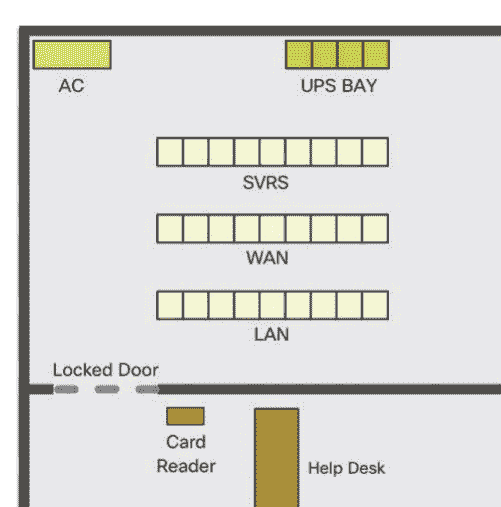 AC
UPS BAY
SVRS
WAN
LAN
Locked Door
Card
Reader
Help Desk